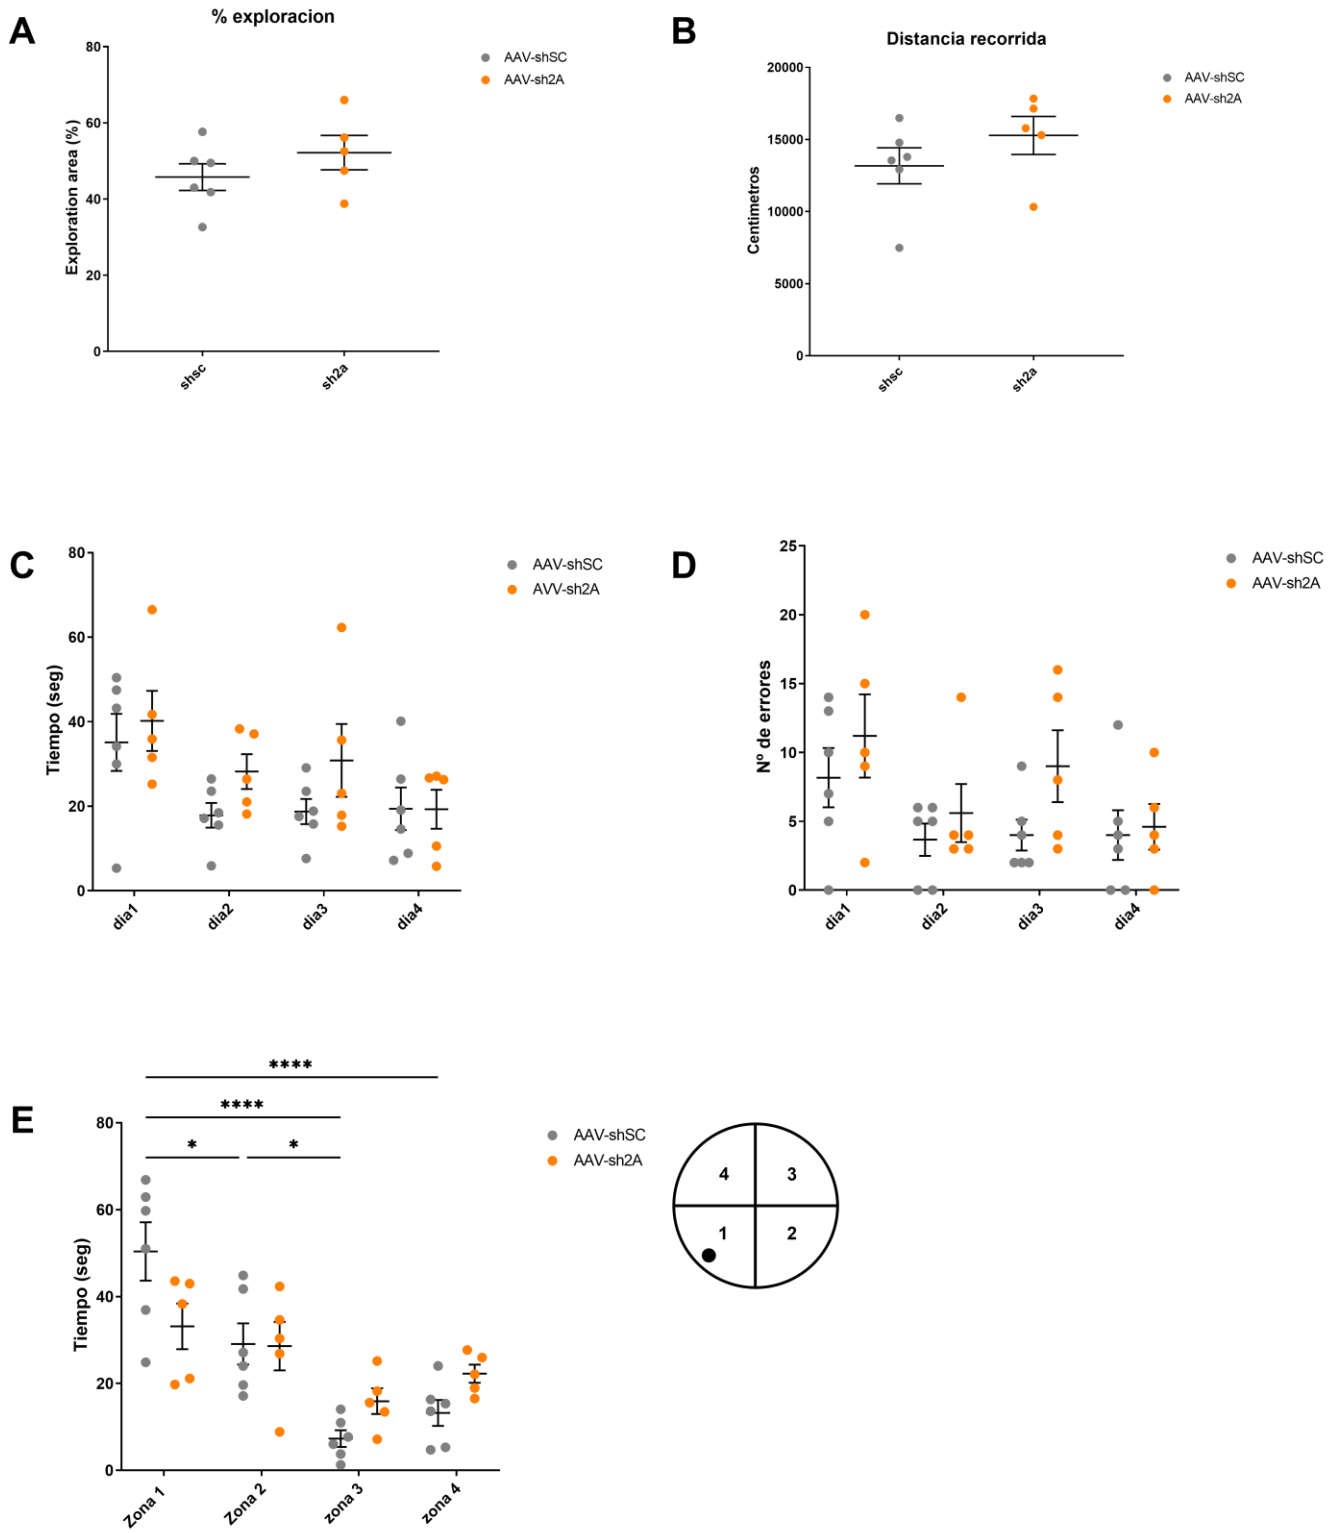 A
% exploracion
Exploration area (%)
80
60
40
20
0
shsc
sh2a
AAV-shSC
AAV-sh2A
B
Distancia recorrida
Centimetros
20000
15000
10000
5000
0
shsc
sh2a
AAV-shSC
AAV-sh2A
C
Tiempo (seg)
80
60
40
20
0
dia1
dia2
dia3
dia4
AAV-shSC
AVV-sh2A
D
Nº de errores
25
20
15
10
5
0
dia1
dia2
dia3
dia4
AAV-shSC
AAV-sh2A
E
****
****
*
*
Tiempo (seg)
80
60
40
20
0
Zona 1
Zona 2
zona 3
zona 4
AAV-shSC
AAV-sh2A
4
3
1
2